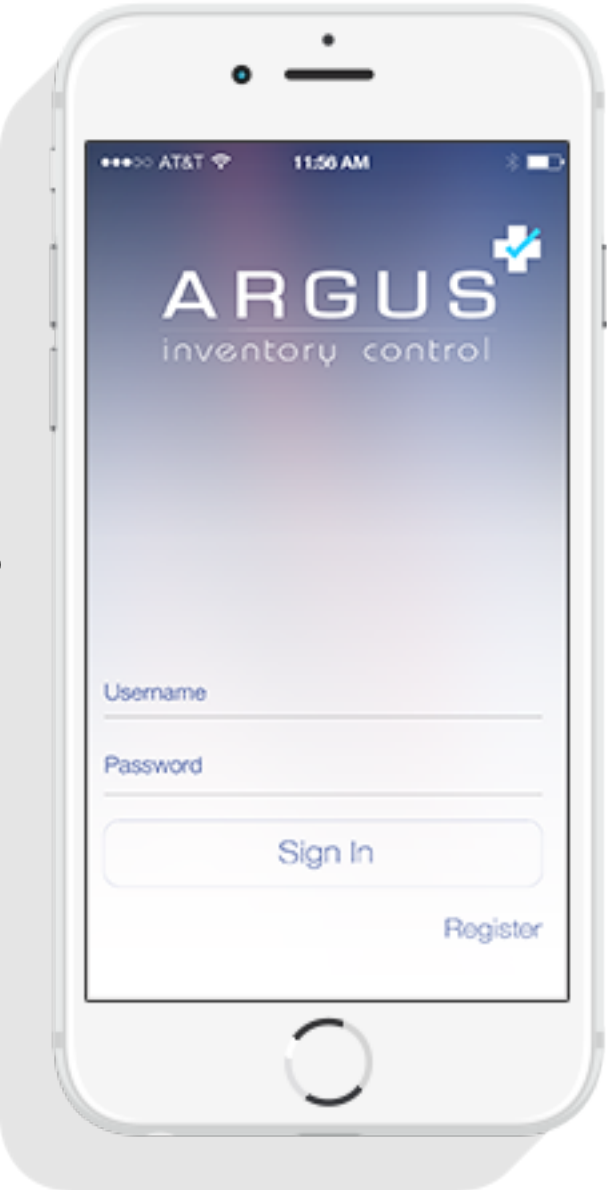 AT&T 11:56 AM
ARGUS
inventory control
Username
Password
Sign In
Register